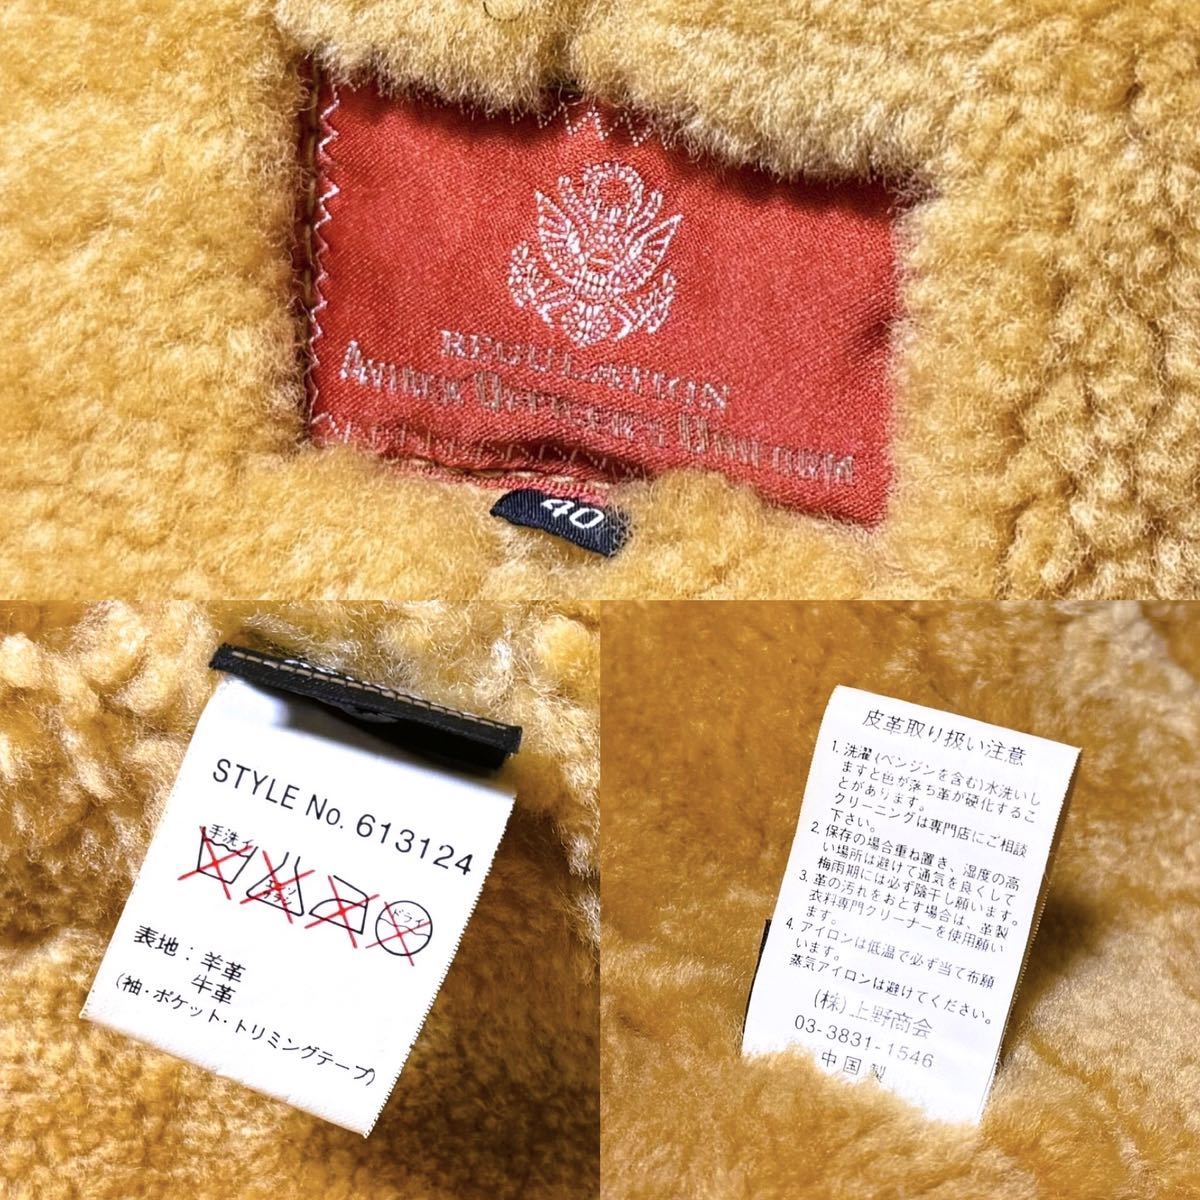 REGULATION
AVIREX OFFICER'S UNIFORM
40
STYLE No. 613124
手洗イ
エンソ
サラシ
ドライ
表地：羊革
牛革
(袖・ポケット・トリミングテープ)
皮革取り扱い注意
1. 洗濯(ベンジンを含む)水洗いし
ますと色が落ち革が硬化するこ
とがあります。
クリーニングは専門店にご相談
下さい。
2. 保存の場合重ね置き、湿度の高
い場所は避けて通気を良くして
梅雨期には必ず陰干し願います。
3. 革の汚れをおとす場合は、革製
衣料専門クリーナーを使用願い
ます。
4. アイロンは低温で必ず当て布願
います。
蒸気アイロンは避けてください。
(株)上野商会
03-3831-1546
中国製